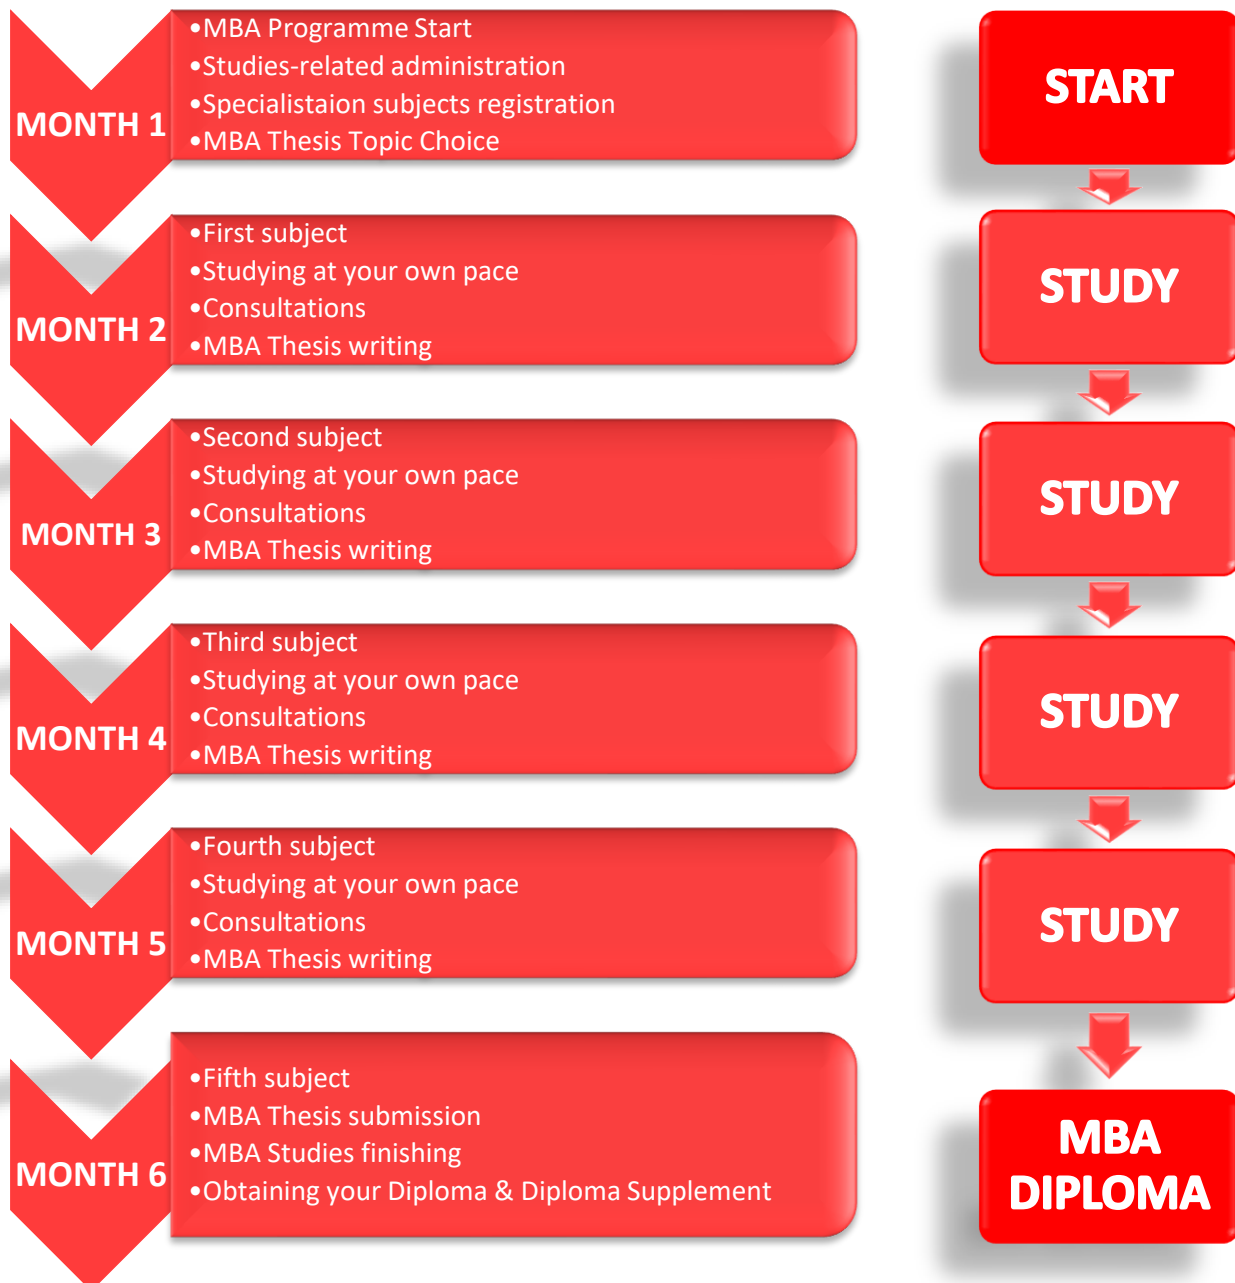 •MBA Programme Start
•Studies-related administration
•Specialistaion subjects registration
•MBA Thesis Topic Choice
MONTH 1
START
•First subject
•Studying at your own pace
•Consultations
•MBA Thesis writing
MONTH 2
STUDY
•Second subject
•Studying at your own pace
•Consultations
•MBA Thesis writing
MONTH 3
STUDY
•Third subject
•Studying at your own pace
•Consultations
•MBA Thesis writing
MONTH 4
STUDY
•Fourth subject
•Studying at your own pace
•Consultations
•MBA Thesis writing
MONTH 5
STUDY
•Fifth subject
•MBA Thesis submission
•MBA Studies finishing
•Obtaining your Diploma & Diploma Supplement
MONTH 6
MBA
DIPLOMA